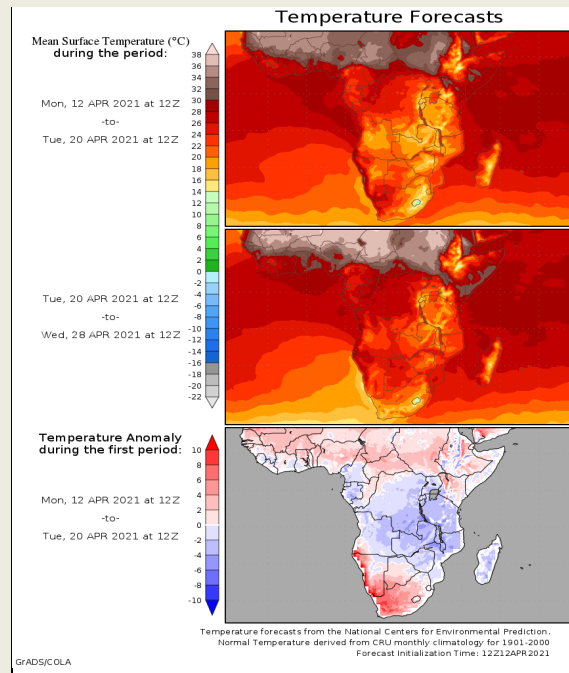 Temperature Forecasts
Mean Surface Temperature (°C)
during the period:
Mon, 12 APR 2021 at 12Z
-to-
Tue, 20 APR 2021 at 12Z
38
36
34
32
30
28
26
24
22
20
18
16
14
12
10
8
6
4
2
0
-2
-4
-6
-8
-10
-12
-14
-16
-18
-20
-22
Tue, 20 APR 2021 at 12Z
-to-
Wed, 28 APR 2021 at 12Z
Temperature Anomaly
during the first period:
Mon, 12 APR 2021 at 12Z
-to-
Tue, 20 APR 2021 at 12Z
10
8
6
4
2
0
-2
-4
-6
-8
-10
Temperature forecasts from the National Centers for Environmental Prediction.
Normal Temperature derived from CRU monthly climatology for 1901-2000
Forecast Initialization Time: 12Z12APR2021
GrADS/COLA